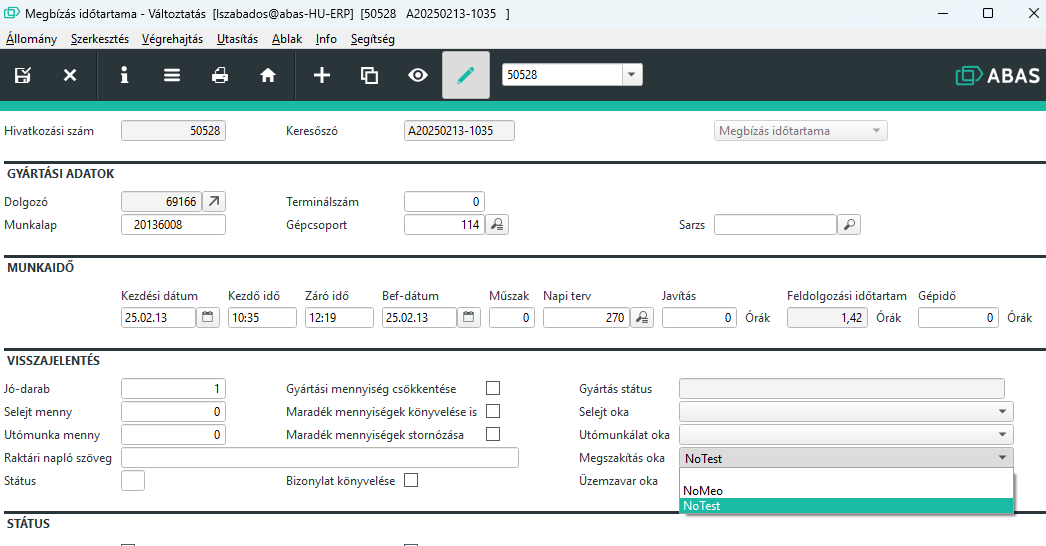 Megbízás időtartama - Változtatás [lszabados@abas-HU-ERP] [50528 A20250213-1035 ]
Állomány Szerkesztés Végrehajtás Utasítás Ablak Info Segítség
50528
ABAS
Hivatkozási szám 50528 Keresőszó A20250213-1035 Megbízás időtartama
GYÁRTÁSI ADATOK
Dolgozó 69166 Terminálszám 0
Munkalap 20136008 Gépcsoport 114 Sarzs
MUNKAIDŐ
Kezdési dátum Kezdő idő Záró idő Bef-dátum Műszak Napi terv Javítás Feldolgozási időtartam Gépidő
25.02.13 10:35 12:19 25.02.13 0 270 0 Órák 1,42 Órák 0 Órák
VISSZAJELENTÉS
Jó-darab 1 Gyártási mennyiség csökkentése Gyártás státus
Selejt menny 0 Maradék mennyiségek könyvelése is Selejt oka
Utómunka menny 0 Maradék mennyiségek stornózása Utómunkálat oka
Raktári napló szöveg Megszakítás oka NoTest
Státus Bizonylat könyvelése Üzemzavar oka
NoMeo
NoTest
STÁTUS